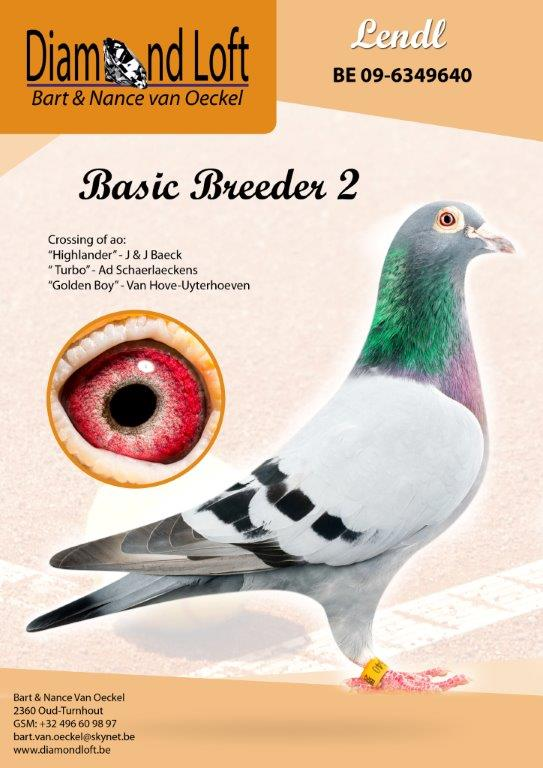 Diamond Loft
Bart & Nance van Oeckel
Lendl
BE 09-6349640
Basic Breeder 2
Crossing of ao:
"Highlander" - J & J Baeck
" Turbo" - Ad Schaerlaeckens
"Golden Boy" - Van Hove-Uyterhoeven
Bart & Nance Van Oeckel
2360 Oud-Turnhout
GSM: +32 496 60 98 97
bart.van.oeckel@skynet.be
www.diamondloft.be